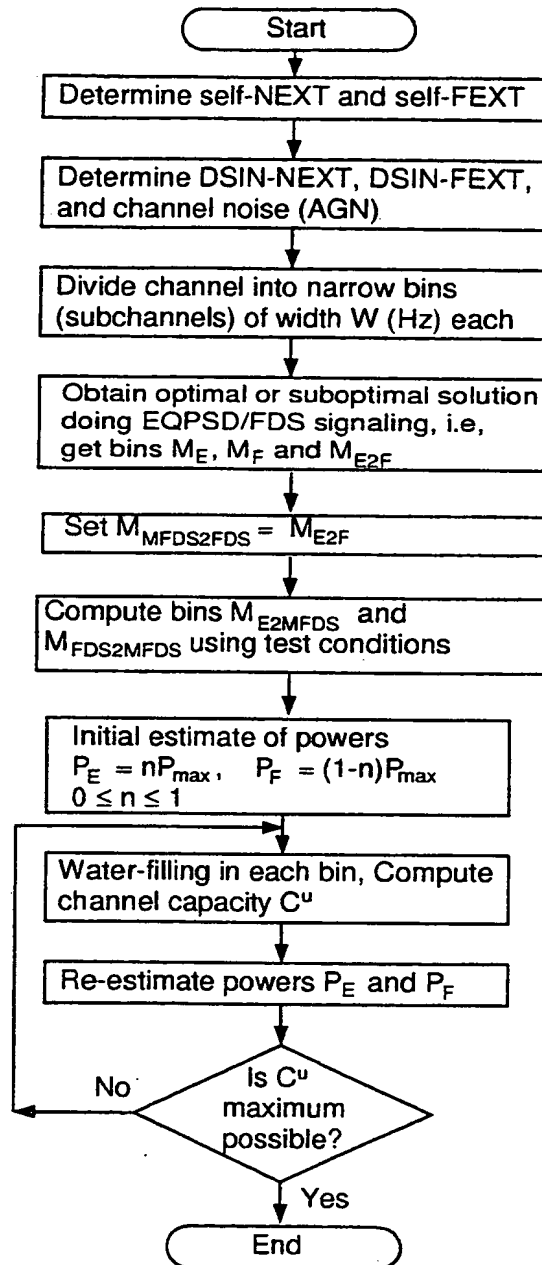 Start
Determine self-NEXT and self-FEXT
Determine DSIN-NEXT, DSIN-FEXT,
and channel noise (AGN)
Divide channel into narrow bins
(subchannels) of width W (Hz) each
Obtain optimal or suboptimal solution
doing EQPSD/FDS signaling, i.e,
get bins M_E, M_F and M_E2F
Set M_MFDS2FDS = M_E2F
Compute bins M_E2MFDS and
M_FDS2MFDS using test conditions
Initial estimate of powers
P_E = nP_max, P_F = (1-n)P_max
0 ≤ n ≤ 1
Water-filling in each bin, Compute
channel capacity C^u
Re-estimate powers P_E and P_F
No
Is C^u
maximum
possible?
Yes
End